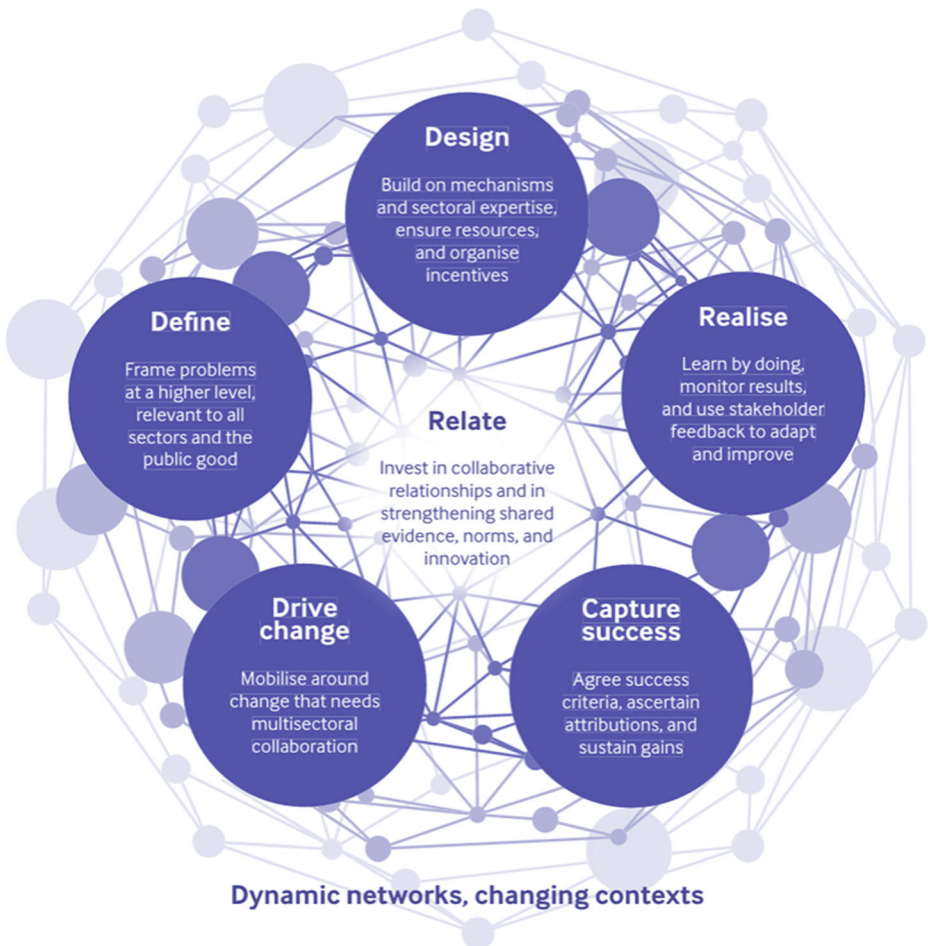 Design
Build on mechanisms
and sectoral expertise,
ensure resources,
and organise
incentives
Define
Frame problems
at a higher level,
relevant to all
sectors and the
public good
Realise
Learn by doing,
monitor results,
and use stakeholder
feedback to adapt
and improve
Relate
Invest in collaborative
relationships and in
strengthening shared
evidence, norms, and
innovation
Drive
change
Mobilise around
change that needs
multisectoral
collaboration
Capture
success
Agree success
criteria, ascertain
attributions, and
sustain gains
Dynamic networks, changing contexts